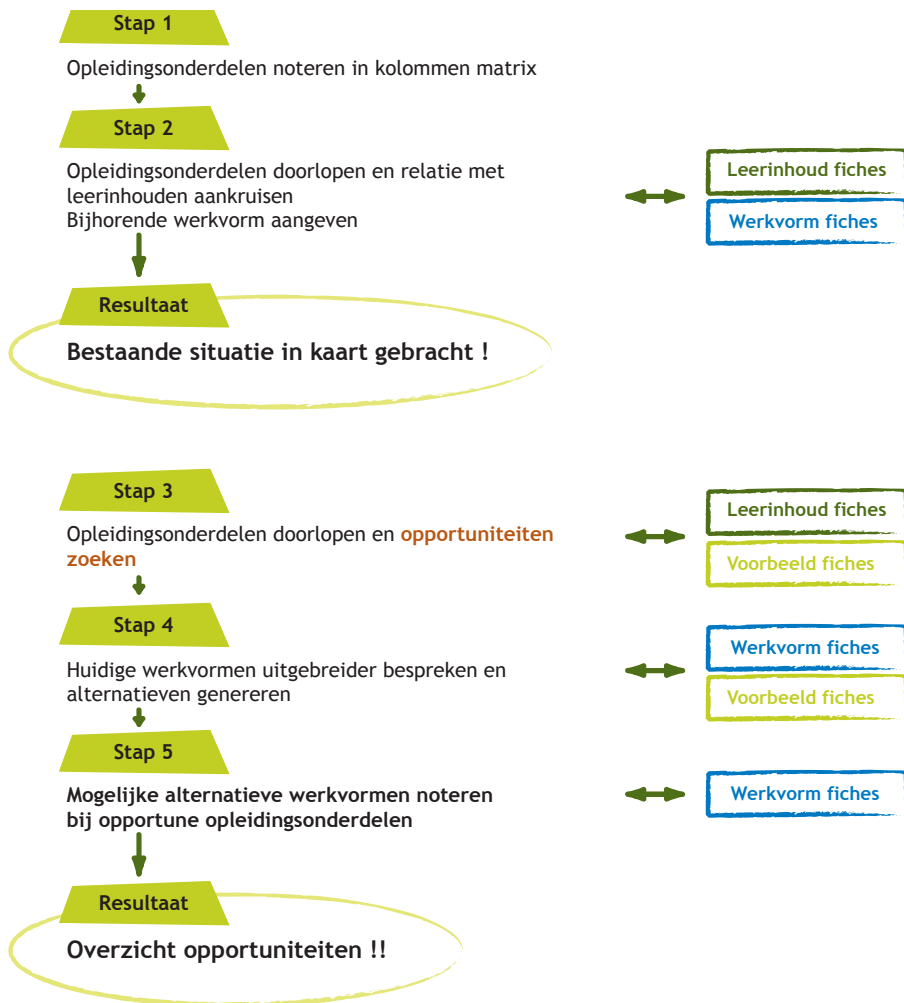 Stap 1
Opleidingsonderdelen noteren in kolommen matrix
Stap 2
Opleidingsonderdelen doorlopen en relatie met
leerinhouden aankruisen
Bijhorende werkvorm aangeven
Leerinhoud fiches
Werkvorm fiches
Resultaat
Bestaande situatie in kaart gebracht !
Stap 3
Opleidingsonderdelen doorlopen en opportuniteiten
zoeken
Leerinhoud fiches
Voorbeeld fiches
Stap 4
Huidige werkvormen uitgebreider bespreken en
alternatieven genereren
Werkvorm fiches
Voorbeeld fiches
Stap 5
Mogelijke alternatieve werkvormen noteren
bij opportune opleidingsonderdelen
Werkvorm fiches
Resultaat
Overzicht opportuniteiten !!